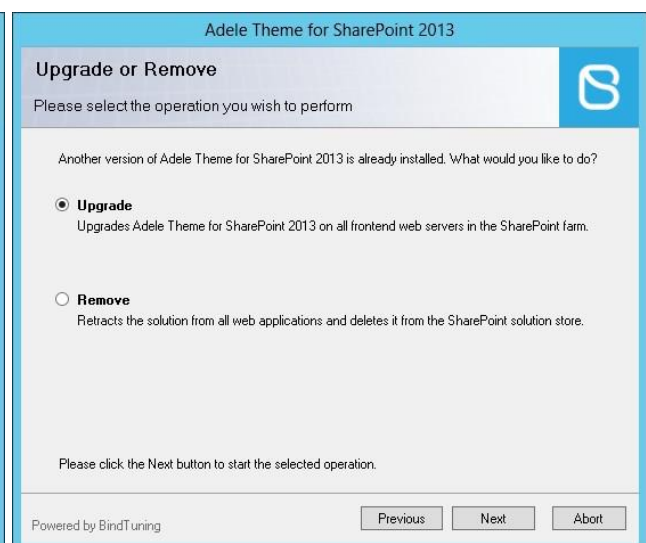 Adele Theme for SharePoint 2013
Upgrade or Remove
Please select the operation you wish to perform
Another version of Adele Theme for SharePoint 2013 is already installed. What would you like to do?
Upgrade
Upgrades Adele Theme for SharePoint 2013 on all frontend web servers in the SharePoint farm.
Remove
Retracts the solution from all web applications and deletes it from the SharePoint solution store.
Please click the Next button to start the selected operation.
Powered by BindTuning
Previous Next Abort